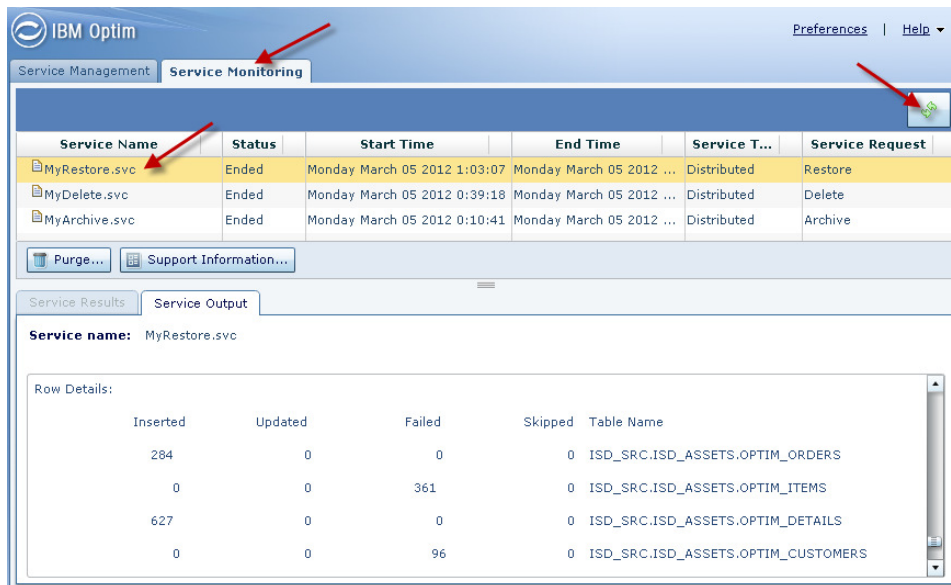 IBM Optim
Preferences | Help
Service Management Service Monitoring
Service Name Status Start Time End Time Service T... Service Request
MyRestore.svc Ended Monday March 05 2012 1:03:07 Monday March 05 2012 ... Distributed Restore
MyDelete.svc Ended Monday March 05 2012 0:39:18 Monday March 05 2012 ... Distributed Delete
MyArchive.svc Ended Monday March 05 2012 0:10:41 Monday March 05 2012 ... Distributed Archive
Purge... Support Information...
Service Results Service Output
Service name: MyRestore.svc
Row Details:
Inserted Updated Failed Skipped Table Name
284 0 0 0 ISD_SRC.ISD_ASSETS.OPTIM_ORDERS
0 0 361 0 ISD_SRC.ISD_ASSETS.OPTIM_ITEMS
627 0 0 0 ISD_SRC.ISD_ASSETS.OPTIM_DETAILS
0 0 96 0 ISD_SRC.ISD_ASSETS.OPTIM_CUSTOMERS